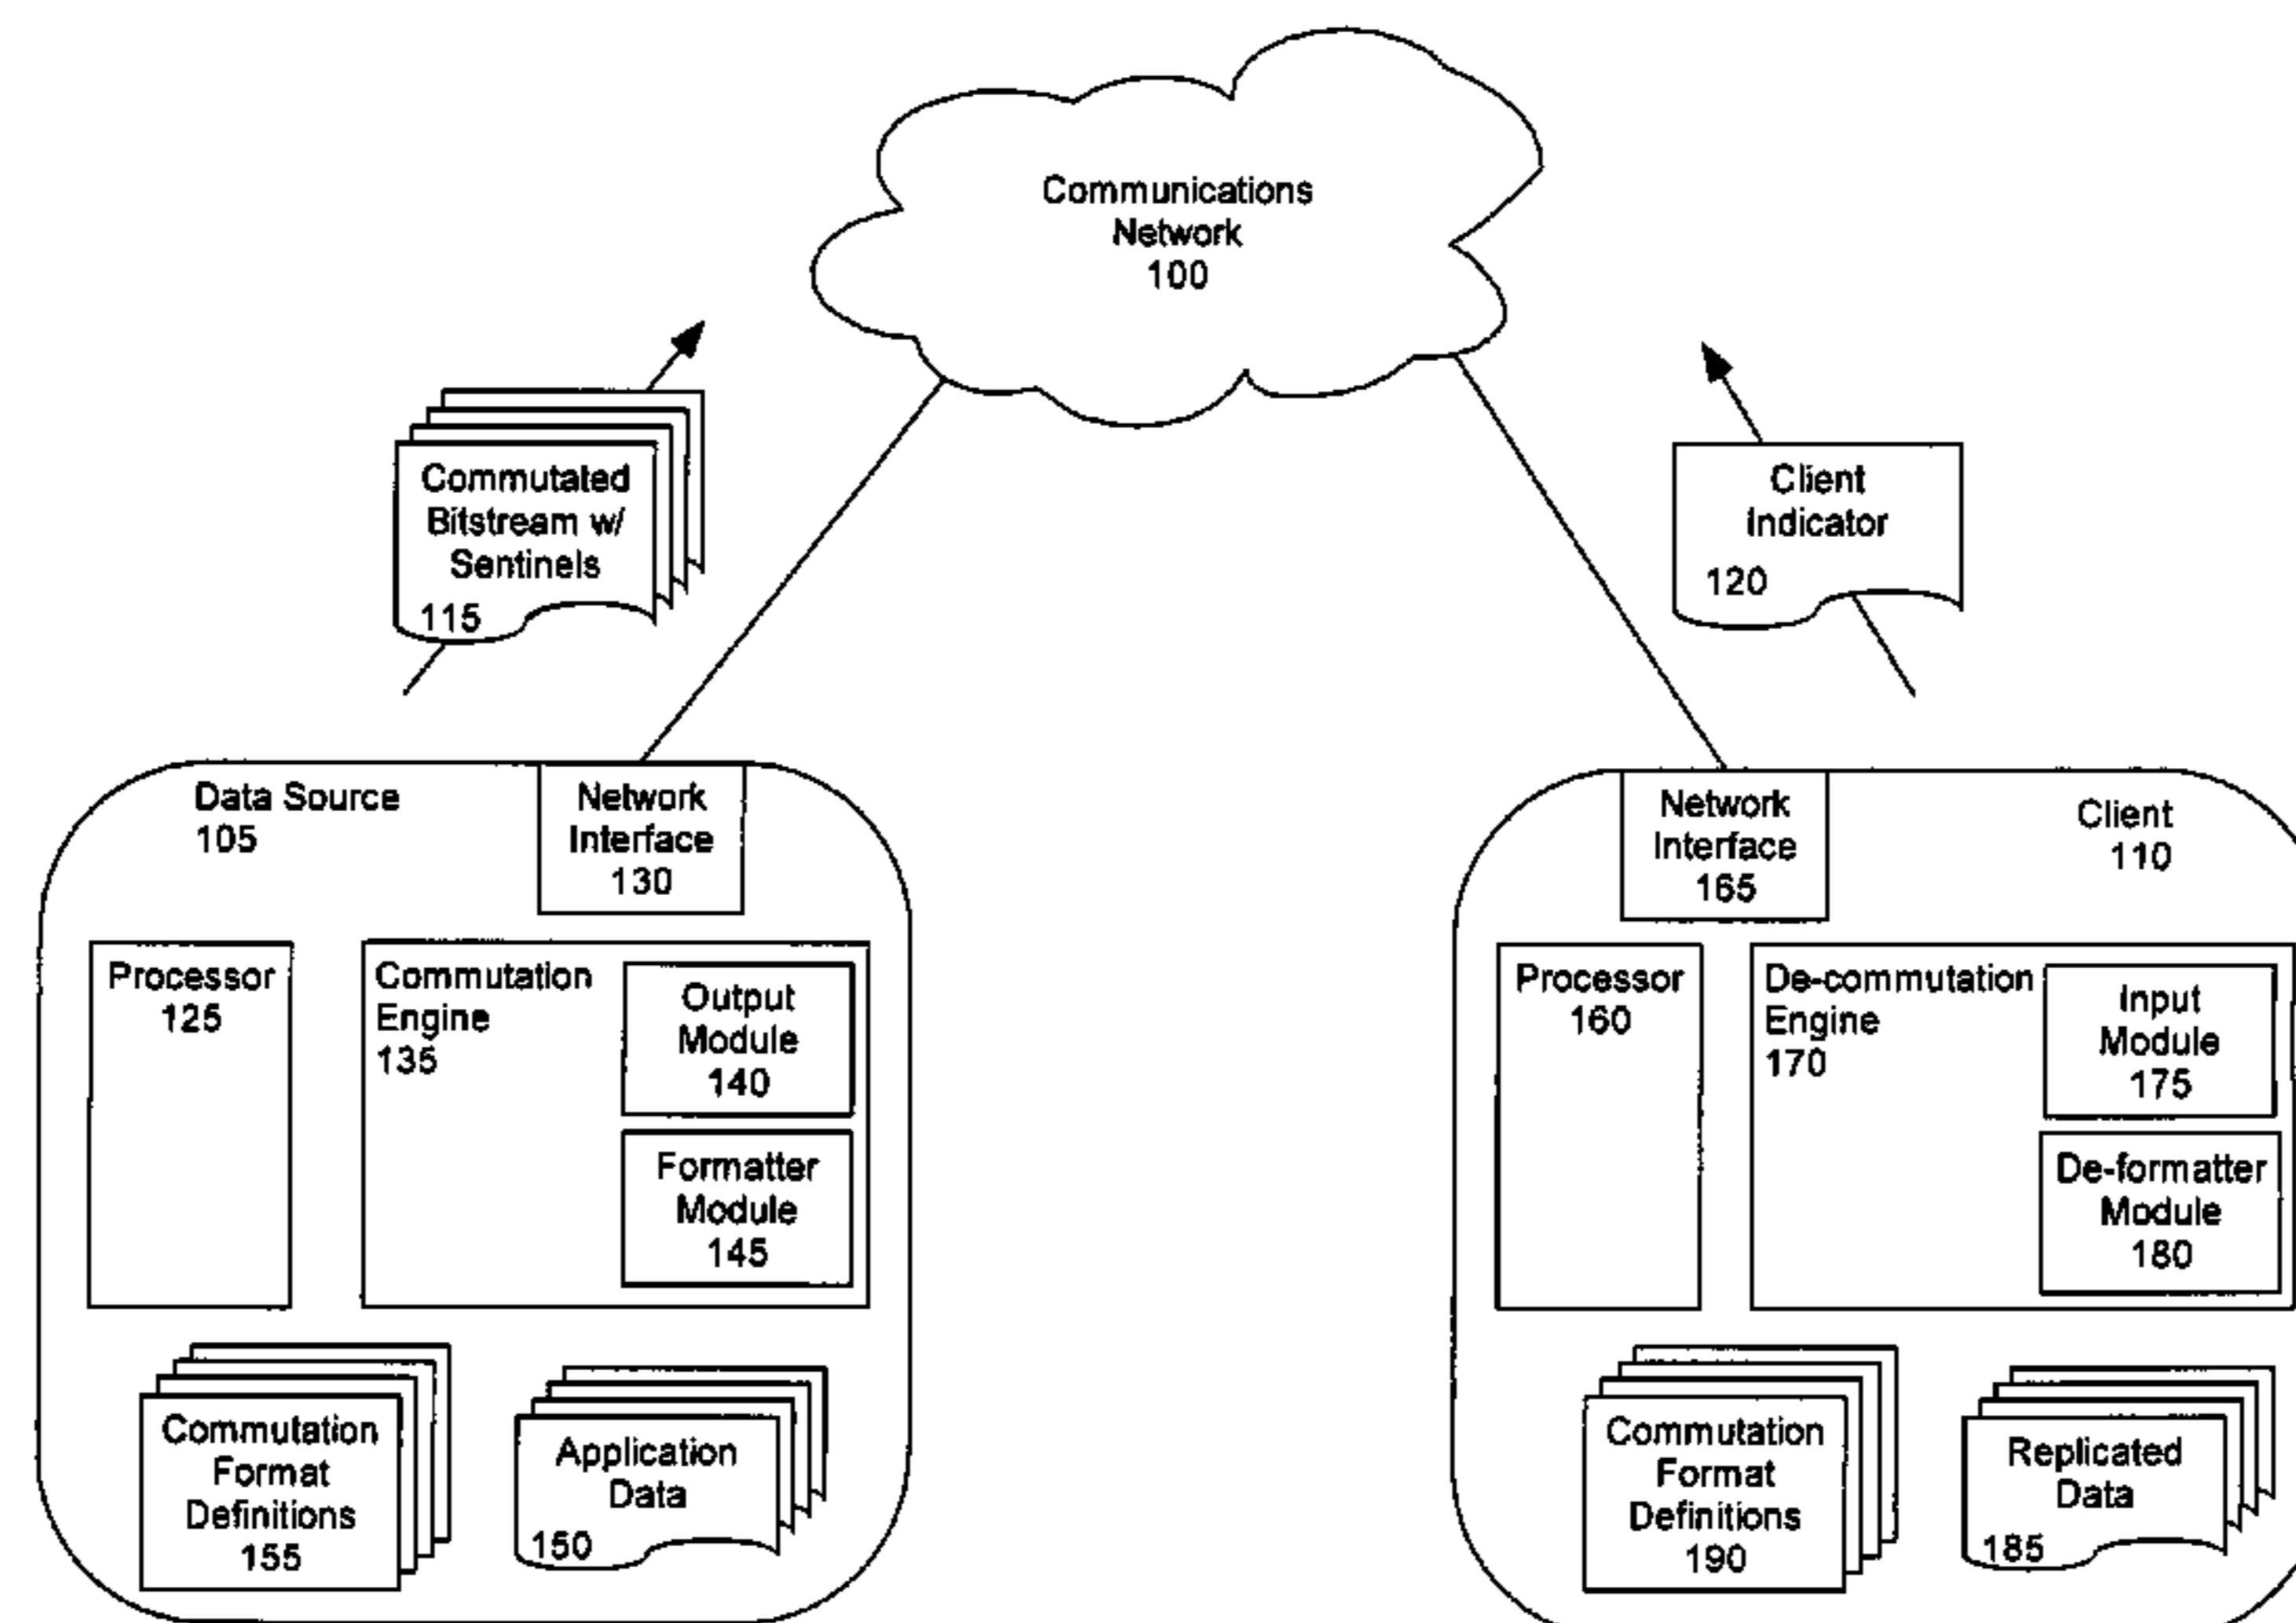 Communications
Network
100
Commutated
Bitstream w/
Sentinels
115
Client
Indicator
120
Data Source
105
Network
Interface
130
Processor
125
Commutation
Engine
135
Output
Module
140
Formatter
Module
145
Commutation
Format
Definitions
155
Application
Data
150
Network
Interface
165
Client
110
Processor
160
De-commutation
Engine
170
Input
Module
175
De-formatter
Module
180
Commutation
Format
Definitions
190
Replicated
Data
185